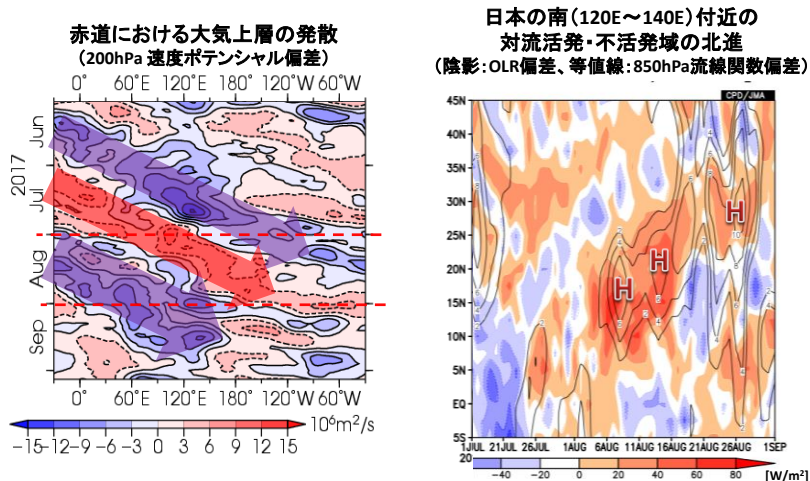 赤道における大気上層の発散
(200hPa 速度ポテンシャル偏差)
0° 60°E 120°E 180° 120°W 60°W
2017
Jun
Jul
Aug
Sep
0° 60°E 120°E 180° 120°W 60°W
-15 -12 -9 -6 -3 0 3 6 9 12 15
10⁶m²/s
日本の南(120E～140E)付近の
対流活発・不活発域の北進
(陰影:OLR偏差、等値線:850hPa流線関数偏差)
CPD/JMA
45N
40N
35N
30N
25N
20N
15N
10N
5N
EQ
5S
H
H
H
10
1JUL 21JUL 26JUL 1AUG 6AUG 11AUG 16AUG 21AUG 26AUG 1SEP
20
-40 -20 0 20 40 60 80
[W/m²]